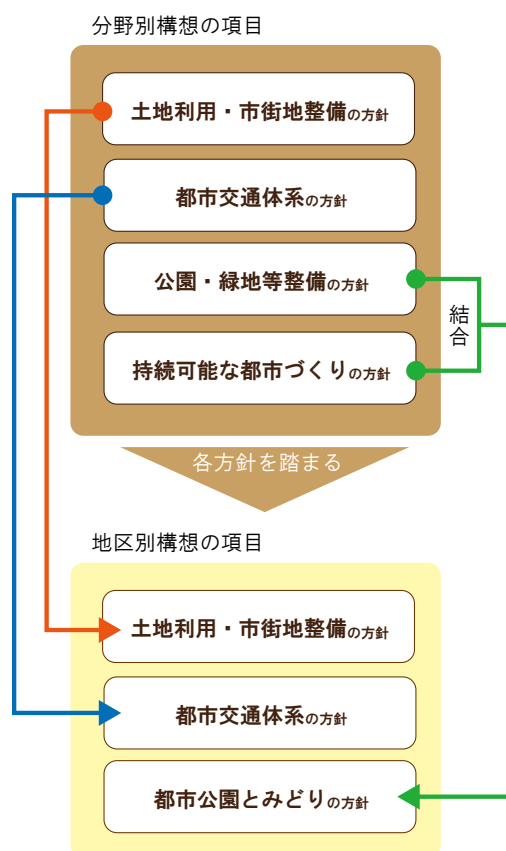 分野別構想の項目
土地利用・市街地整備の方針
都市交通体系の方針
公園・緑地等整備の方針
結合
持続可能な都市づくりの方針
各方針を踏まる
地区別構想の項目
土地利用・市街地整備の方針
都市交通体系の方針
都市公園とみどりの方針